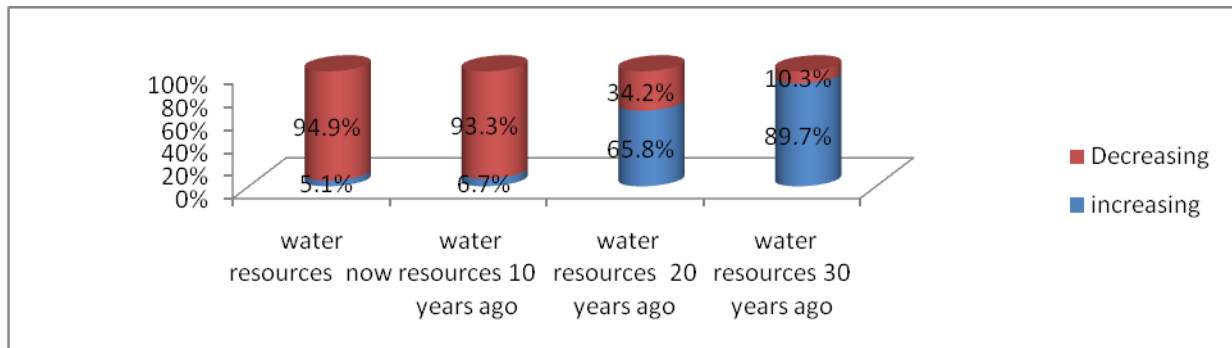 100%
80%
60%
40%
20%
0%
94.9%
5.1%
93.3%
6.7%
34.2%
65.8%
10.3%
89.7%
water
resources now
water
resources 10
years ago
water
resources 20
years ago
water
resources 30
years ago
Decreasing
increasing